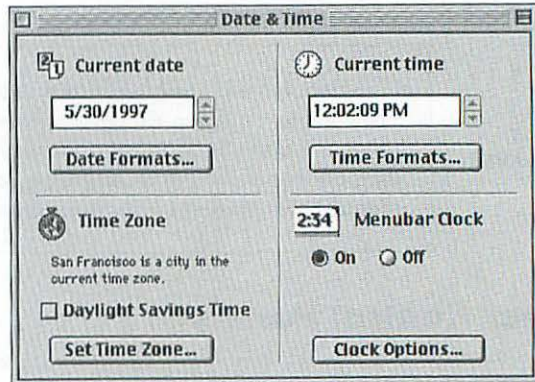 Date & Time
Current date
5/30/1997
Date Formats...
Current time
12:02:09 PM
Time Formats...
Time Zone
San Francisco is a city in the
current time zone.
Daylight Savings Time
Set Time Zone...
2:34 Menubar Clock
On Off
Clock Options...